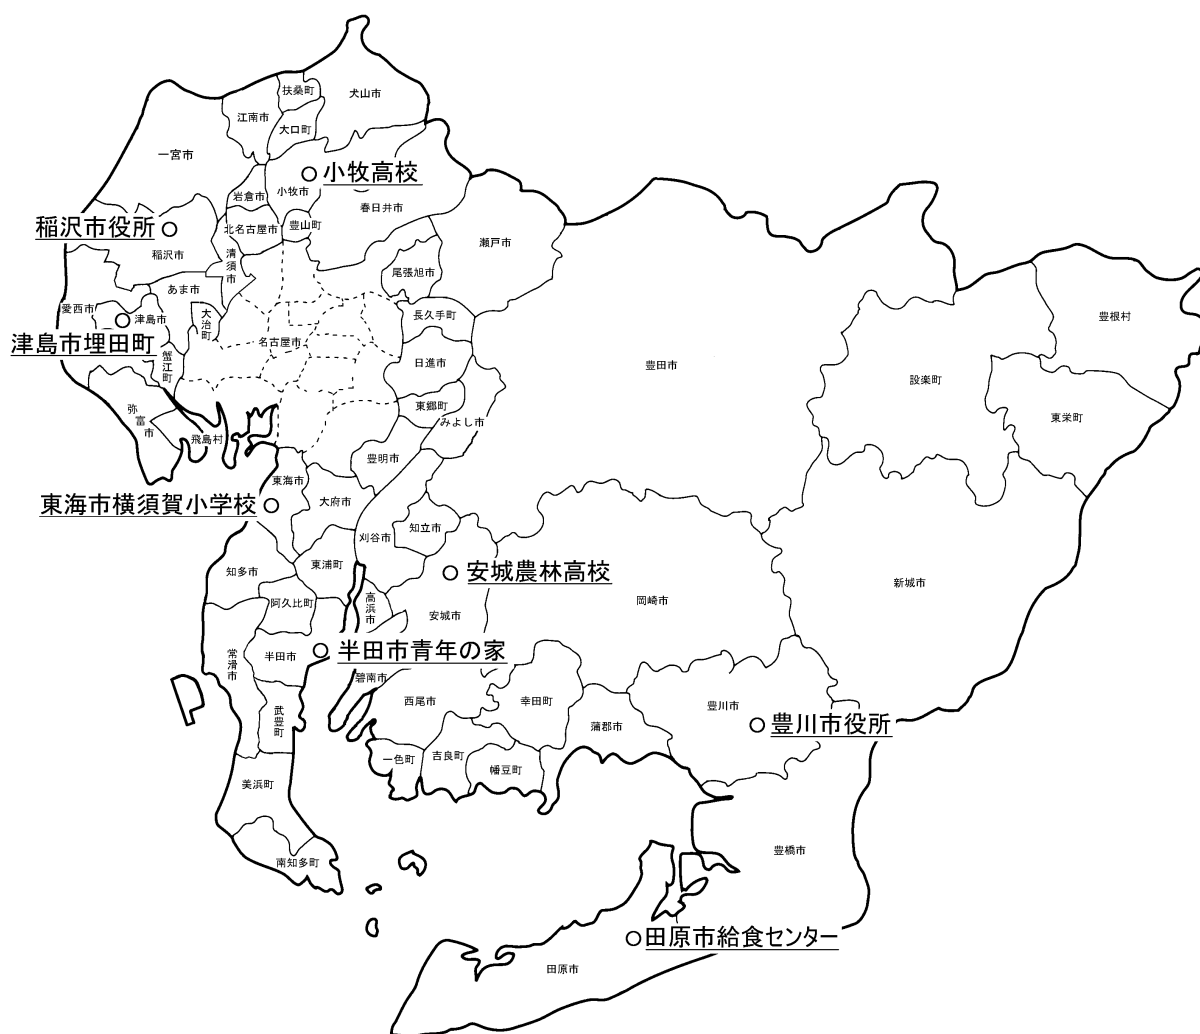 扶桑町
犬山市
江南市
大口町
一宮市
小牧高校
小牧市
岩倉市
春日井市
稲沢市役所
北名古屋市
豊山町
瀬戸市
稲沢市
清須市
尾張旭市
あま市
愛西市
津島市
大治町
長久手町
豊根村
津島市埋田町
名古屋市
蟹江町
日進市
豊田市
設楽町
東郷町
弥富市
みよし市
東栄町
飛島村
豊明市
東海市
東海市横須賀小学校
大府市
知立市
刈谷市
知多市
東浦町
安城農林高校
新城市
阿久比町
高浜市
岡崎市
安城市
半田市
半田市青年の家
常滑市
碧南市
西尾市
幸田町
豊川市
武豊町
蒲郡市
豊川市役所
一色町
吉良町
幡豆町
美浜町
豊橋市
南知多町
田原市給食センター
田原市